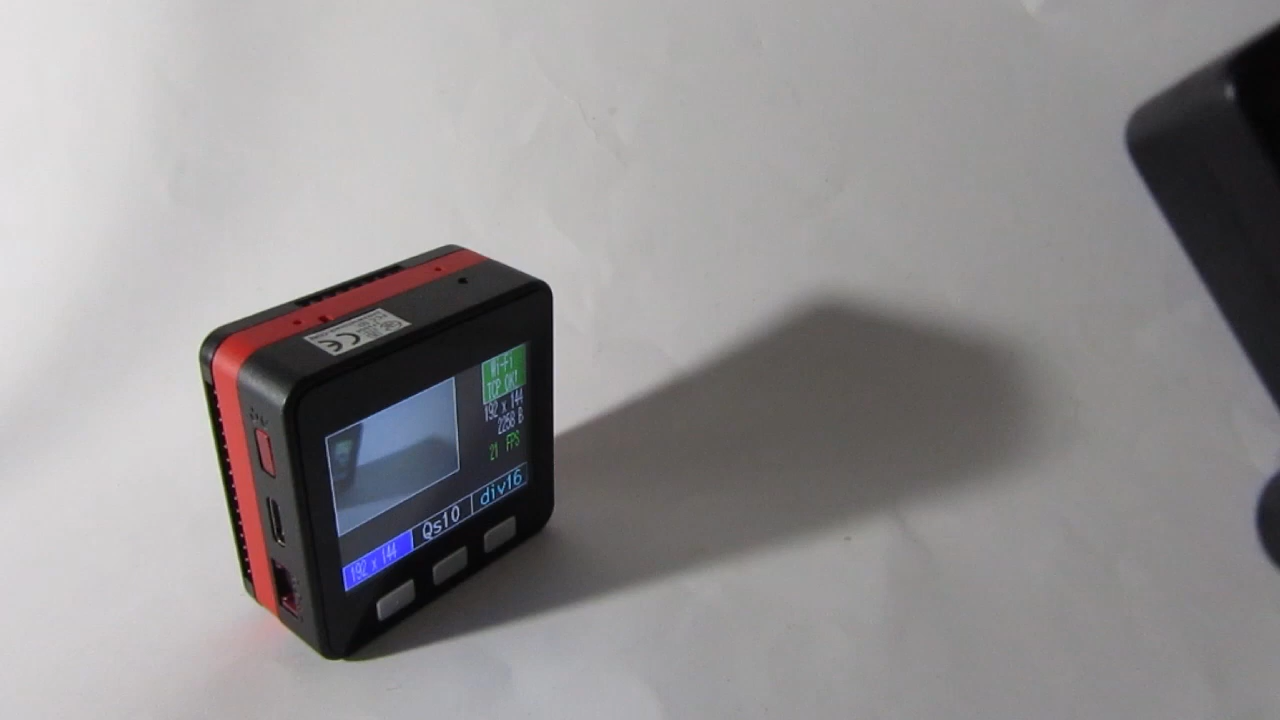 Wi-Fi
TCP OK!
192 x 144
2258 B
21 FPS
192 x 144
Qs10
div16
CE